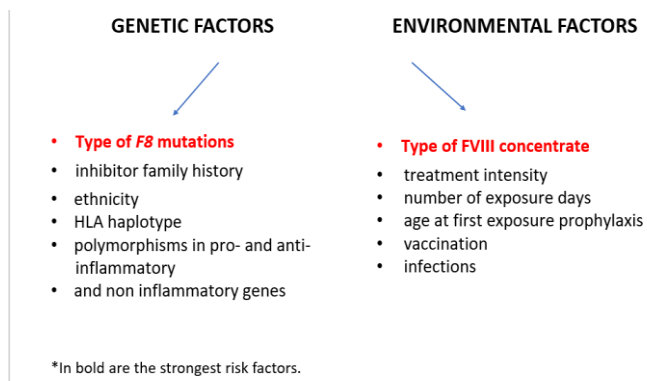 GENETIC FACTORS
• Type of F8 mutations
• inhibitor family history
• ethnicity
• HLA haplotype
• polymorphisms in pro- and anti-
inflammatory
• and non inflammatory genes
ENVIRONMENTAL FACTORS
• Type of FVIII concentrate
• treatment intensity
• number of exposure days
• age at first exposure prophylaxis
• vaccination
• infections
*In bold are the strongest risk factors.